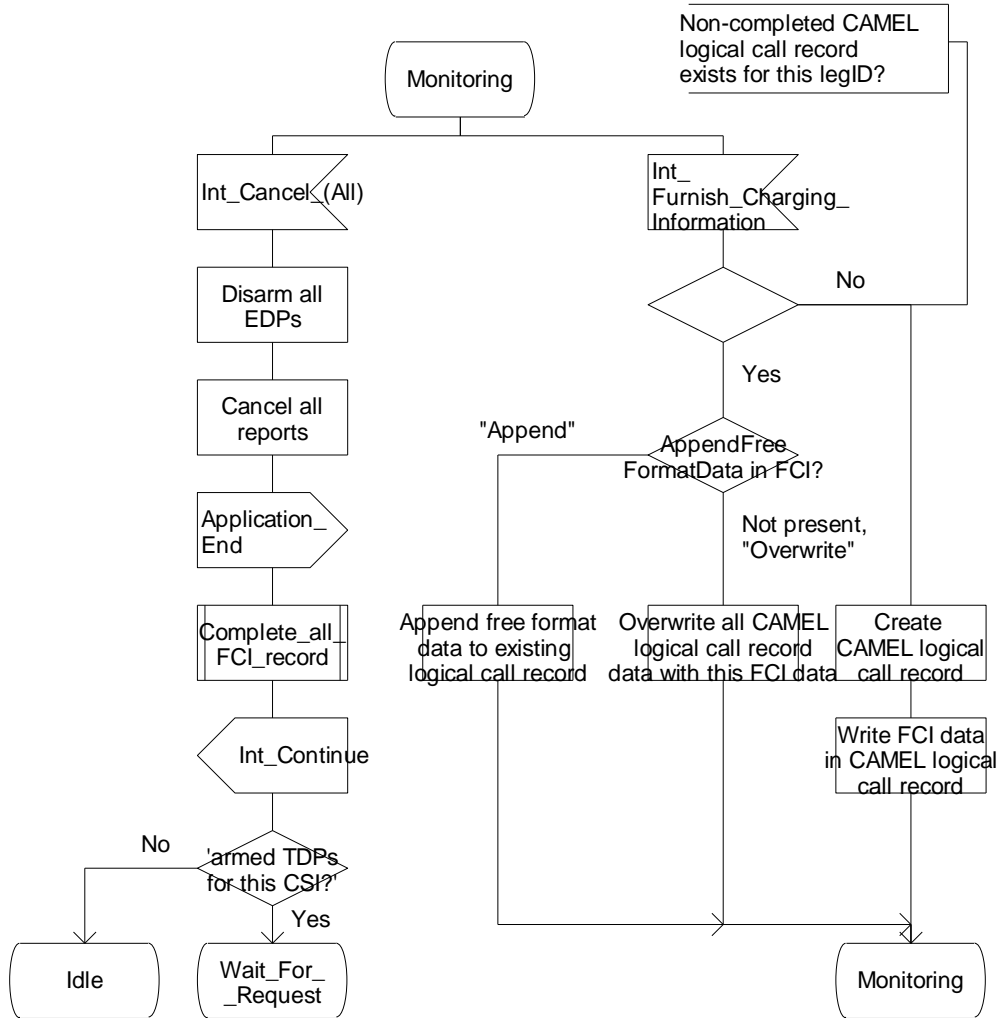 Non-completed CAMEL
logical call record
exists for this legID?
Monitoring
Int_Cancel_(All)
Int_
Furnish_Charging_
Information
Disarm all
EDPs
No
Yes
Cancel all
reports
"Append"
AppendFree
FormatData in FCI?
Application_
End
Not present,
"Overwrite"
Complete_all_
FCI_record
Append free format
data to existing
logical call record
Overwrite all CAMEL
logical call record
data with this FCI data
Create
CAMEL logical
call record
Int_Continue
Write FCI data
in CAMEL logical
call record
No
'armed TDPs
for this CSI?'
Yes
Idle
Wait_For_
_Request
Monitoring